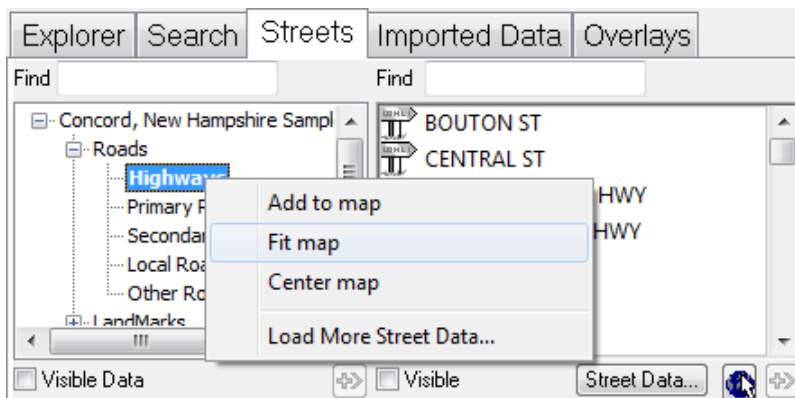 Explorer Search Streets Imported Data Overlays
Find Find
Concord, New Hampshire Sampl
Roads
Highways
Primary
Secondar
Local Roa
Other Ro
LandMarks
BOUTON ST
CENTRAL ST
HWY
HWY
Add to map
Fit map
Center map
Load More Street Data...
Visible Data Visible Street Data...